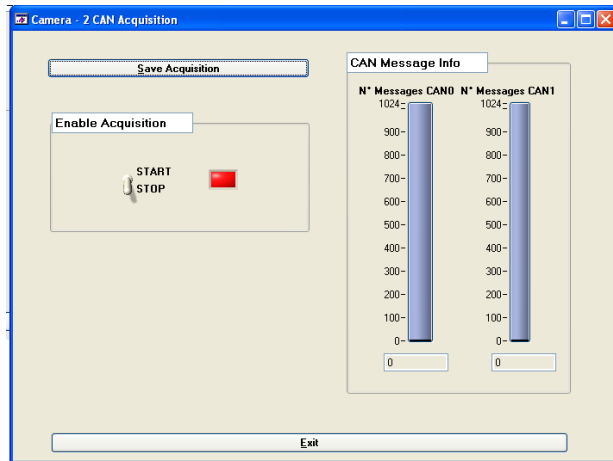 Camera - 2 CAN Acquisition
Save Acquisition
Enable Acquisition
START
STOP
CAN Message Info
N° Messages CAN0 N° Messages CAN1
1024 1024
900 900
800 800
700 700
600 600
500 500
400 400
300 300
200 200
100 100
0 0
0 0
Exit